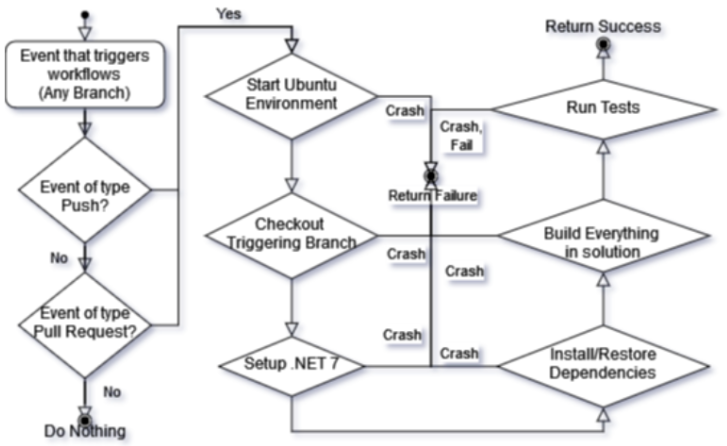 Yes
Return Success
Event that triggers
workflows
(Any Branch)
Start Ubuntu
Environment
Crash
Run Tests
Crash,
Fail
Event of type
Push?
Return Failure
Checkout
Triggering Branch
Build Everything
in solution
No
Crash
Crash
Event of type
Pull Request?
Crash
Crash
Setup .NET 7
Install/Restore
Dependencies
No
Do Nothing